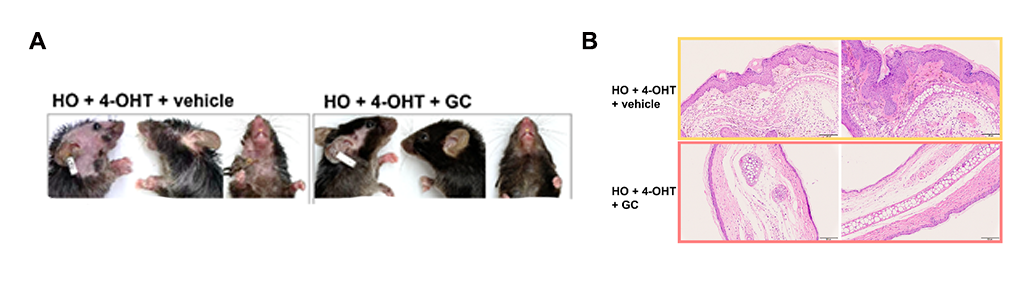 A
B
HO + 4-OHT + vehicle
HO + 4-OHT + GC
HO + 4-OHT
+ vehicle
HO + 4-OHT
+ GC